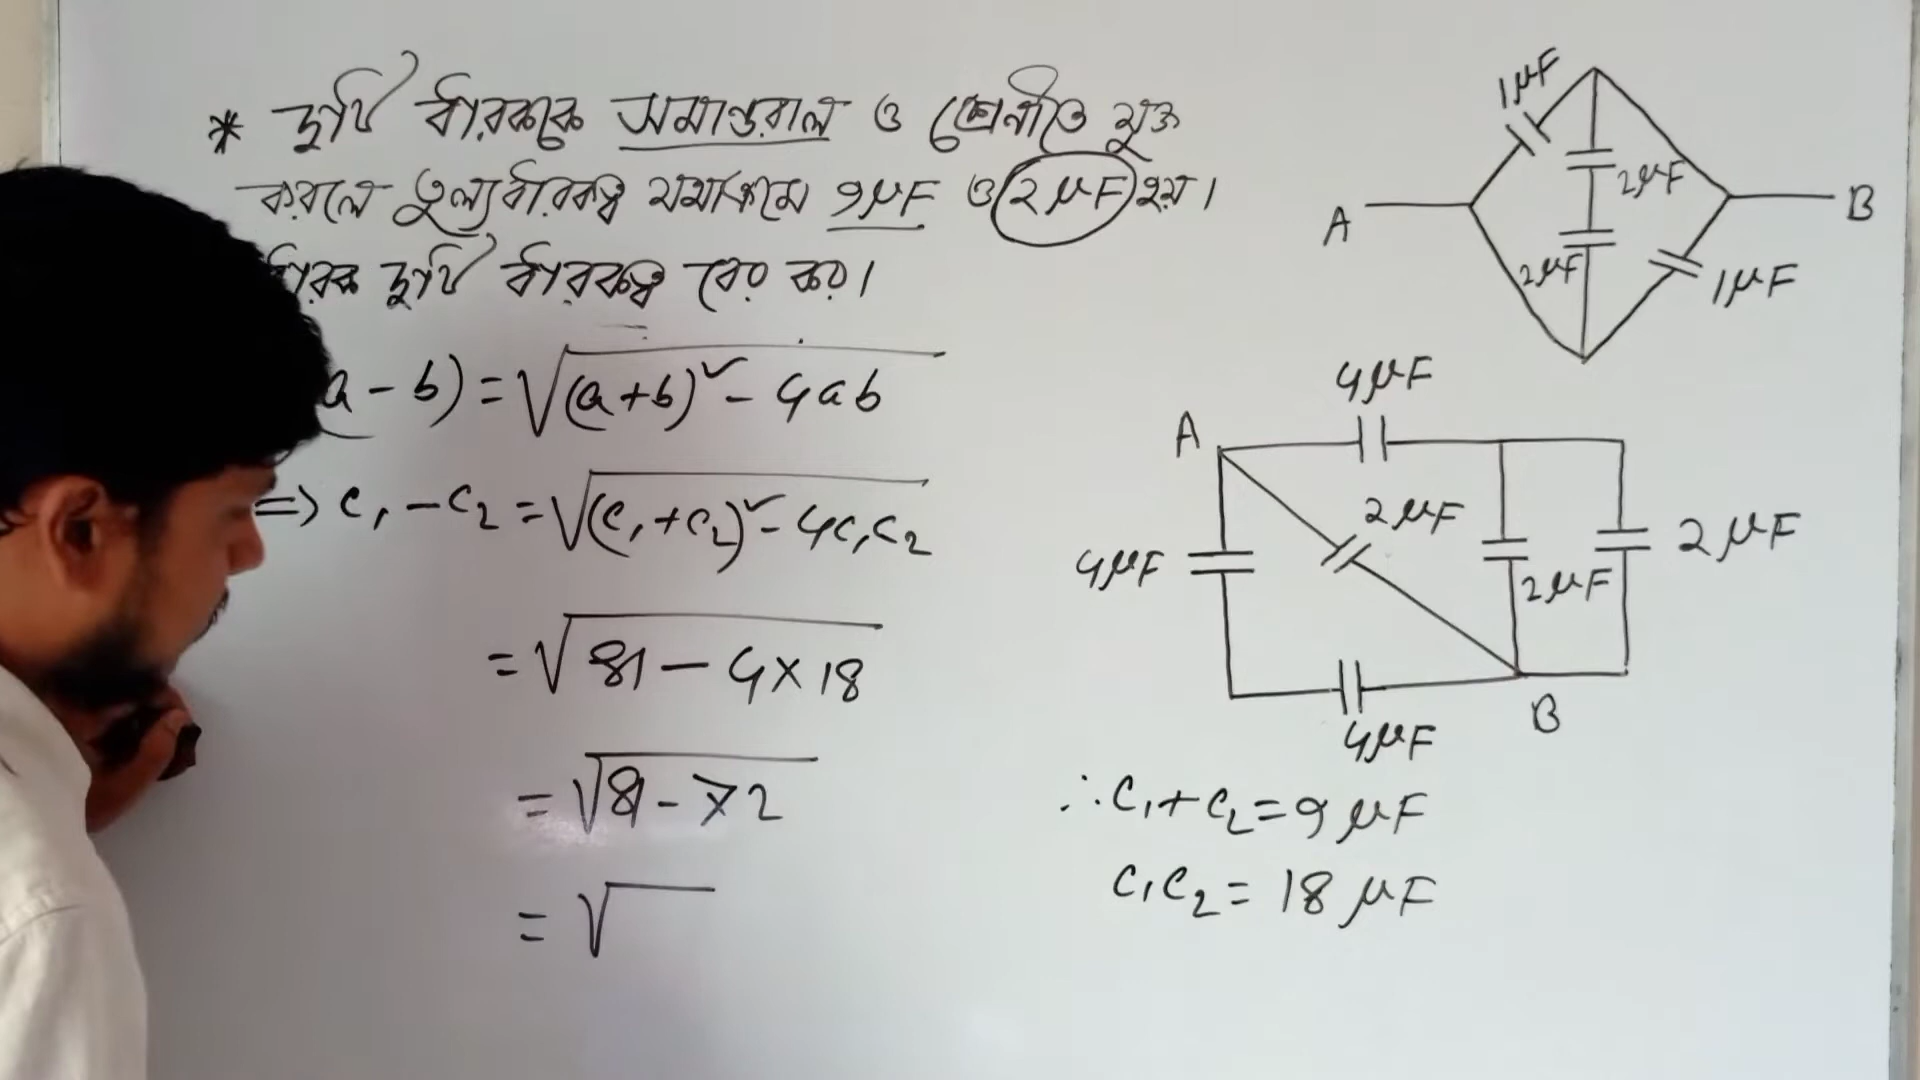 * দুটি ধারককে সমান্তরাল ও শ্রেণীতে যুক্ত
করলে তুল্যধারকত্ব যথাক্রমে 9μF ও 2μF হয়।
ধারক দুটি ধারকত্ব বের কর।
a - b) = √(a+b)² - 4ab
=> c₁ - c₂ = √(c₁+c₂)² - 4c₁c₂
= √81 - 4×18
= √81 - 72
= √
1μF
2μF
A
B
2μF
1μF
4μF
A
2μF
2μF
4μF
2μF
B
4μF
∴ c₁+c₂ = 9μF
c₁c₂ = 18μF